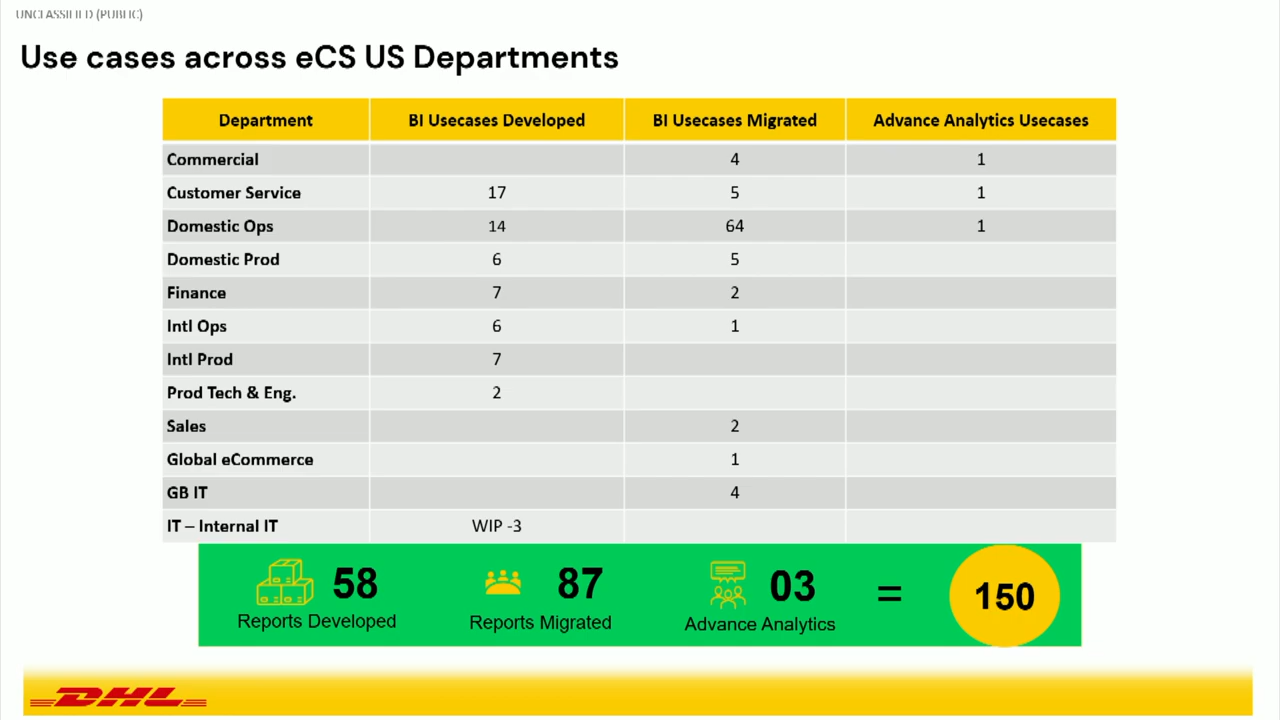 UNCLASSIFIED (PUBLIC)
Use cases across eCS US Departments
Department BI Usecases Developed BI Usecases Migrated Advance Analytics Usecases
Commercial 4 1
Customer Service 17 5 1
Domestic Ops 14 64 1
Domestic Prod 6 5
Finance 7 2
Intl Ops 6 1
Intl Prod 7
Prod Tech & Eng. 2
Sales 2
Global eCommerce 1
GB IT 4
IT – Internal IT WIP -3
58 87 03 = 150
Reports Developed Reports Migrated Advance Analytics
DHL